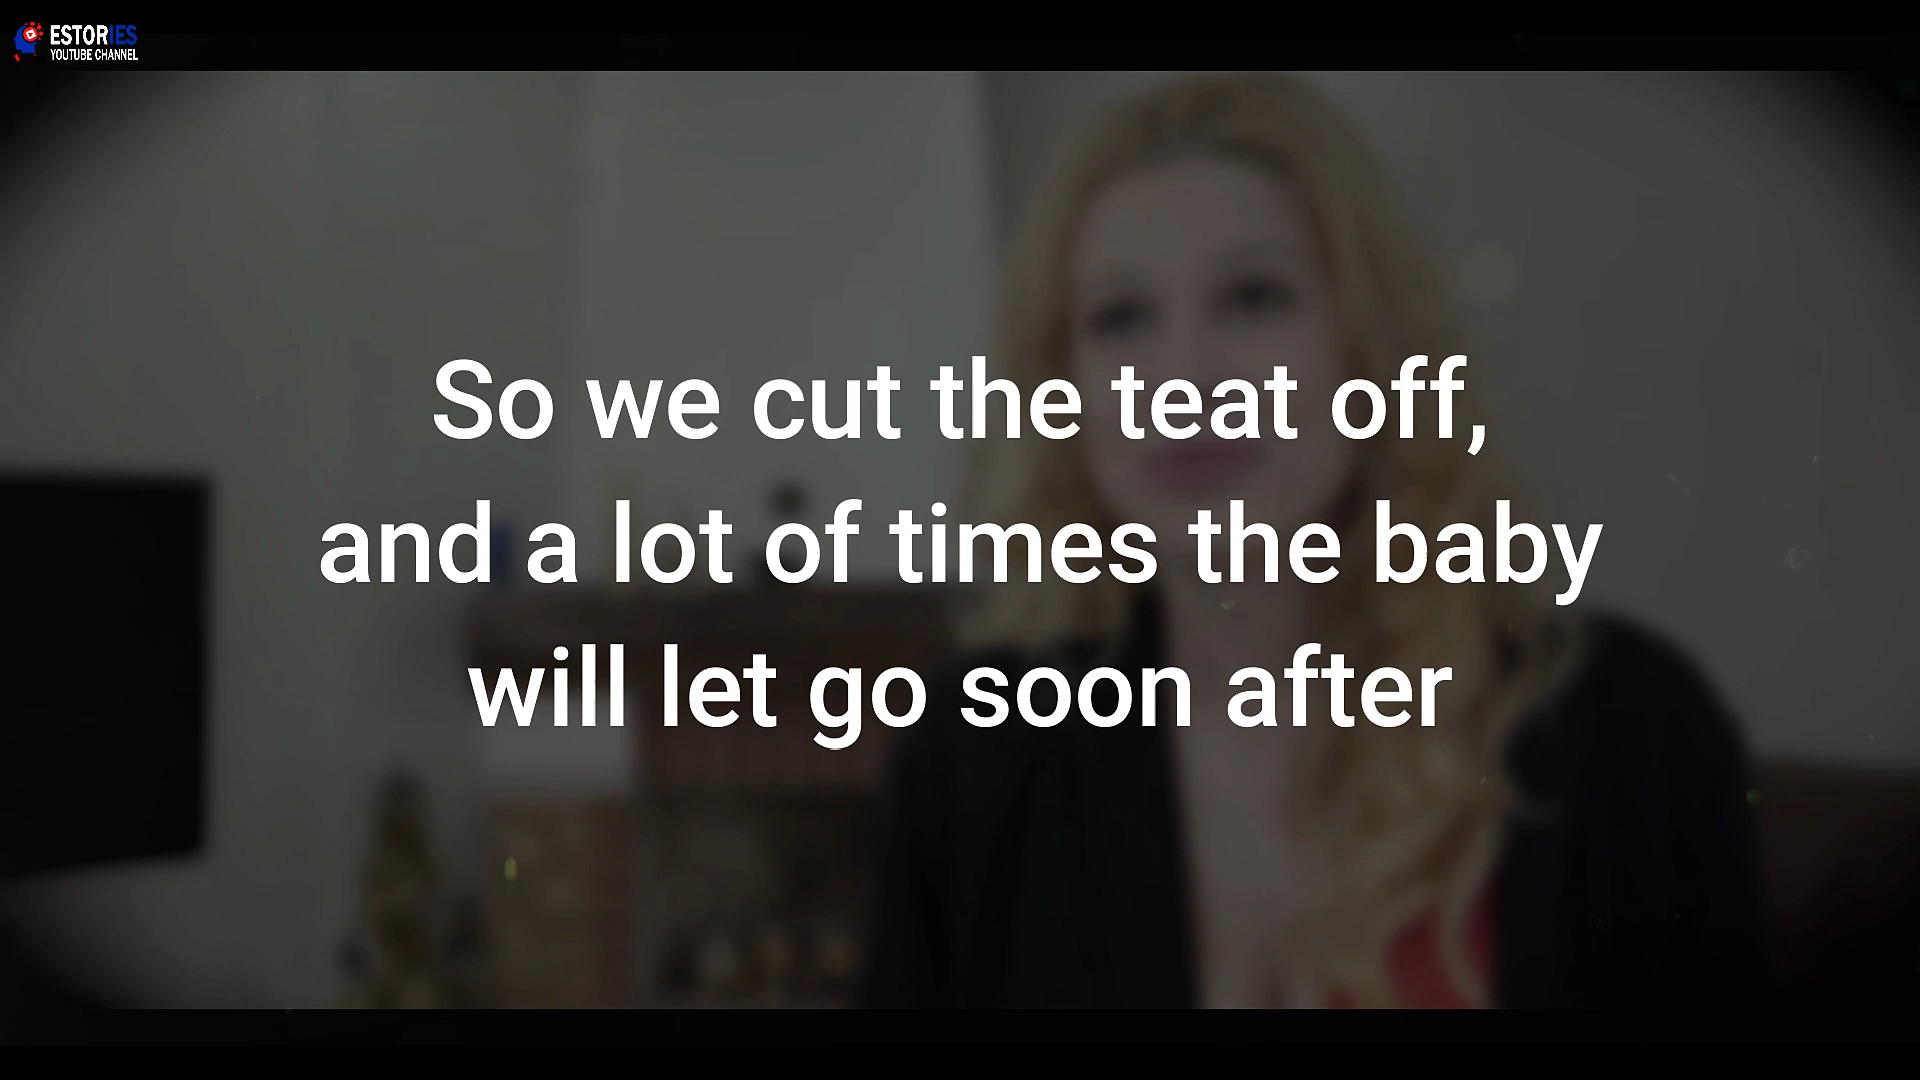 ESTORIES
YOUTUBE CHANNEL
So we cut the teat off,
and a lot of times the baby
will let go soon after